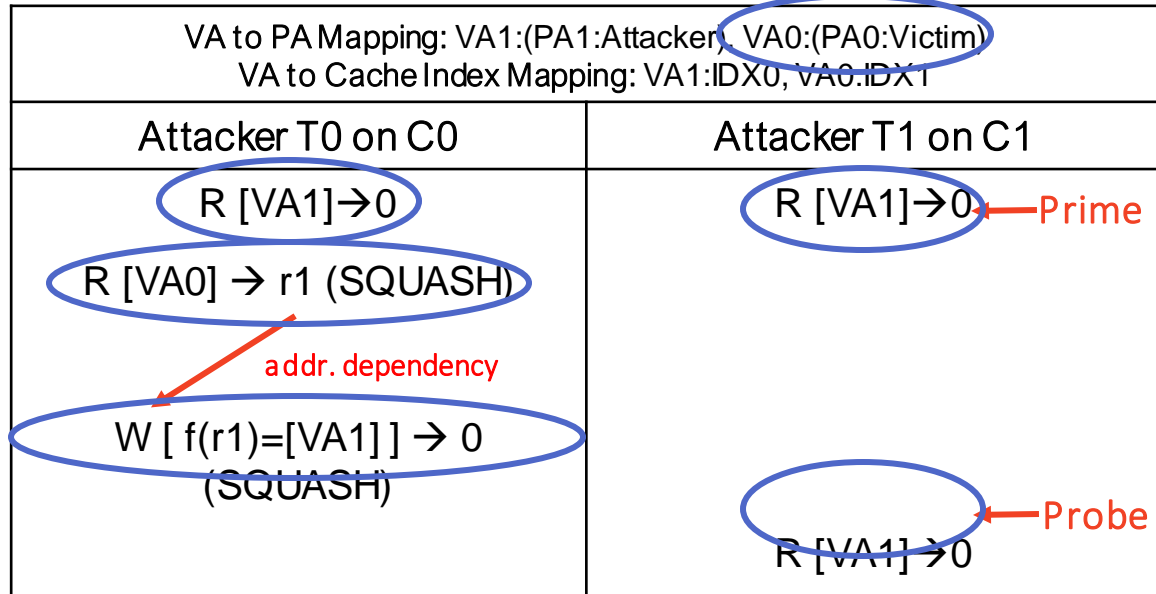 VA to PA Mapping: VA1:(PA1:Attacker), VA0:(PA0:Victim)
VA to Cache Index Mapping: VA1:IDX0, VA0:IDX1
Attacker T0 on C0
Attacker T1 on C1
R [VA1]→0
R [VA1]→0
Prime
R [VA0] → r1 (SQUASH)
addr. dependency
W [ f(r1)=[VA1] ] → 0
(SQUASH)
Probe
R [VA1]→0